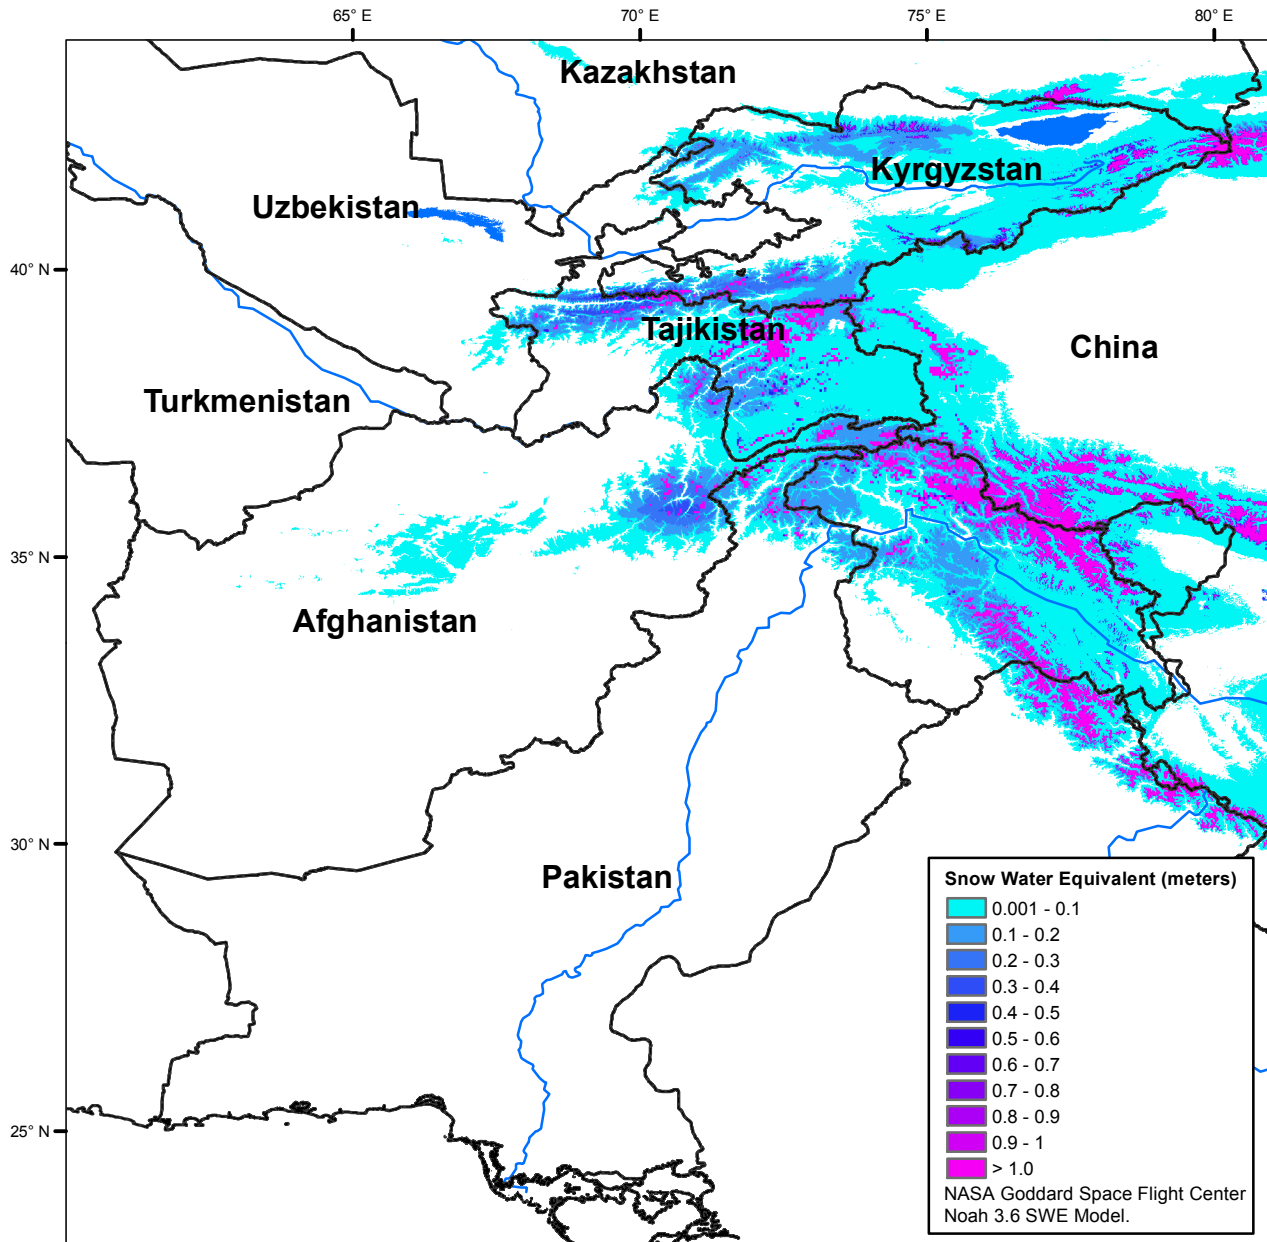 65° E
70° E
75° E
80° E
Kazakhstan
Kyrgyzstan
Uzbekistan
40° N
Tajikistan
China
Turkmenistan
35° N
Afghanistan
30° N
Pakistan
25° N
Snow Water Equivalent (meters)
0.001 - 0.1
0.1 - 0.2
0.2 - 0.3
0.3 - 0.4
0.4 - 0.5
0.5 - 0.6
0.6 - 0.7
0.7 - 0.8
0.8 - 0.9
0.9 - 1
> 1.0
NASA Goddard Space Flight Center
Noah 3.6 SWE Model.